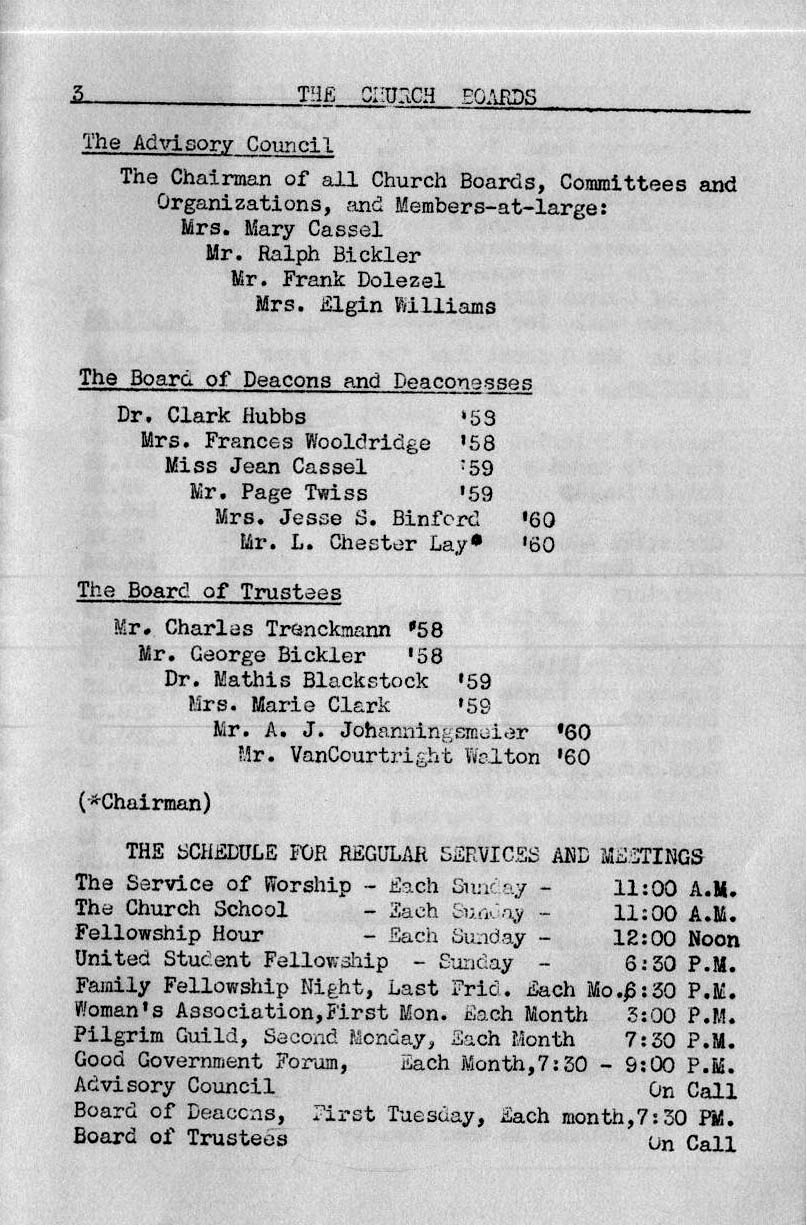 3 THE CHURCH BOARDS
The Advisory Council
The Chairman of all Church Boards, Committees and
Organizations, and Members-at-large:
Mrs. Mary Cassel
Mr. Ralph Bickler
Mr. Frank Dolezel
Mrs. Elgin Williams
The Board of Deacons and Deaconesses
Dr. Clark Hubbs '58
Mrs. Frances Wooldridge '58
Miss Jean Cassel '59
Mr. Page Twiss '59
Mrs. Jesse S. Binford '60
Mr. L. Chester Lay* '60
The Board of Trustees
Mr. Charles Trenckmann '58
Mr. George Bickler '58
Dr. Mathis Blackstock '59
Mrs. Marie Clark '59
Mr. A. J. Johanningsmeier '60
Mr. VanCourtright Walton '60
(*Chairman)
THE SCHEDULE FOR REGULAR SERVICES AND MEETINGS
The Service of Worship - Each Sunday - 11:00 A.M.
The Church School - Each Sunday - 11:00 A.M.
Fellowship Hour - Each Sunday - 12:00 Noon
United Student Fellowship - Sunday - 6:30 P.M.
Family Fellowship Night, Last Frid. Each Mo.6:30 P.M.
Woman's Association,First Mon. Each Month 3:00 P.M.
Pilgrim Guild, Second Monday, Each Month 7:30 P.M.
Good Government Forum, Each Month,7:30 - 9:00 P.M.
Advisory Council On Call
Board of Deacons, First Tuesday, Each month,7:30 PM.
Board of Trustees On Call